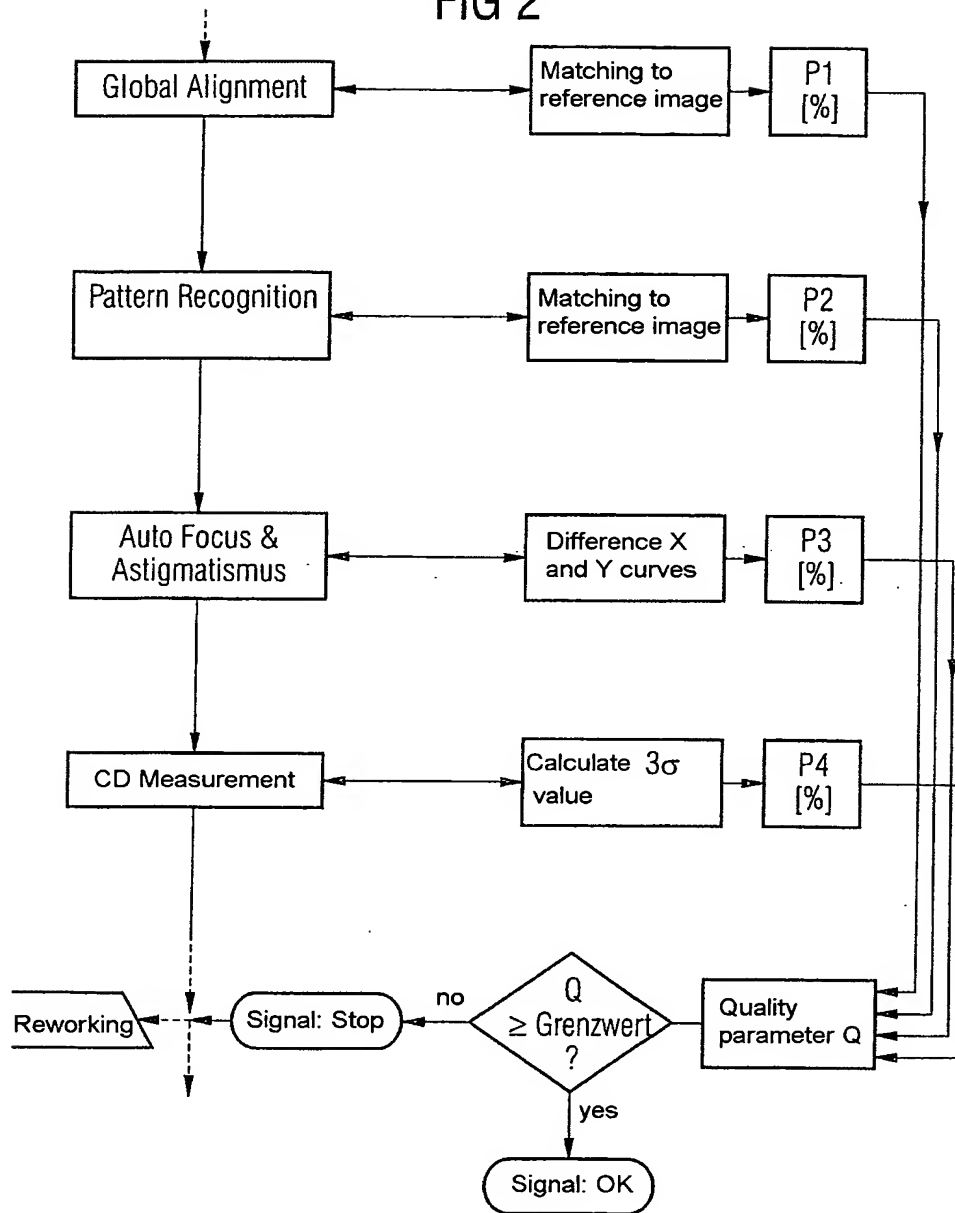 FIG 2
Global Alignment
Matching to
reference image
P1
[%]
Pattern Recognition
Matching to
reference image
P2
[%]
Auto Focus &
Astigmatismus
Difference X
and Y curves
P3
[%]
CD Measurement
Calculate 3σ
value
P4
[%]
Reworking
Signal: Stop
no
Q
≥ Grenzwert
?
Quality
parameter Q
yes
Signal: OK